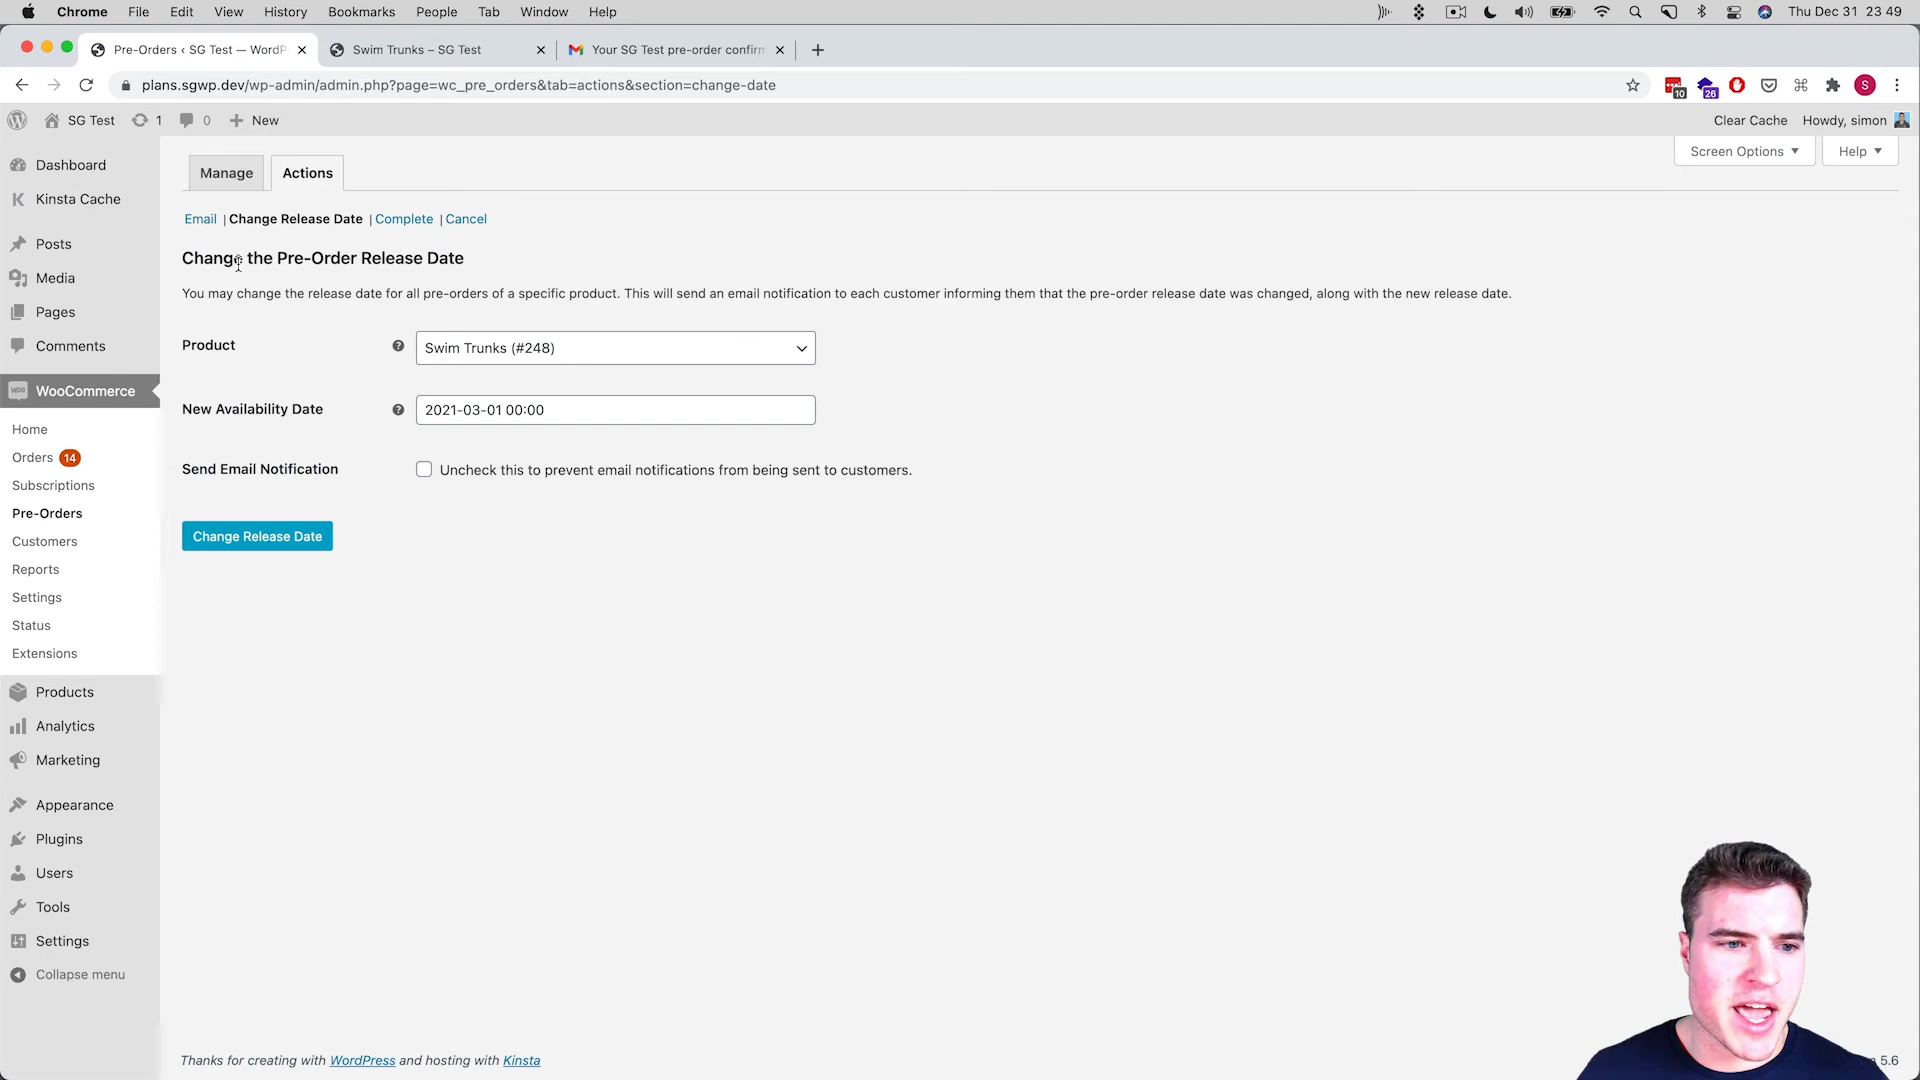 Chrome File Edit View History Bookmarks People Tab Window Help Thu Dec 31 23 49
Pre-Orders ‹ SG Test — WordP Swim Trunks – SG Test Your SG Test pre-order confirm
plans.sgwp.dev/wp-admin/admin.php?page=wc_pre_orders&tab=actions&section=change-date 10 26 S
SG Test 1 0 New Clear Cache Howdy, simon
Screen Options Help
Manage Actions
Email | Change Release Date | Complete | Cancel
Change the Pre-Order Release Date
You may change the release date for all pre-orders of a specific product. This will send an email notification to each customer informing them that the pre-order release date was changed, along with the new release date.
Product Swim Trunks (#248)
New Availability Date 2021-03-01 00:00
Send Email Notification Uncheck this to prevent email notifications from being sent to customers.
Change Release Date
Dashboard
Kinsta Cache
Posts
Media
Pages
Comments
WooCommerce
Home
Orders 14
Subscriptions
Pre-Orders
Customers
Reports
Settings
Status
Extensions
Products
Analytics
Marketing
Appearance
Plugins
Users
Tools
Settings
Collapse menu
Thanks for creating with WordPress and hosting with Kinsta
5.6